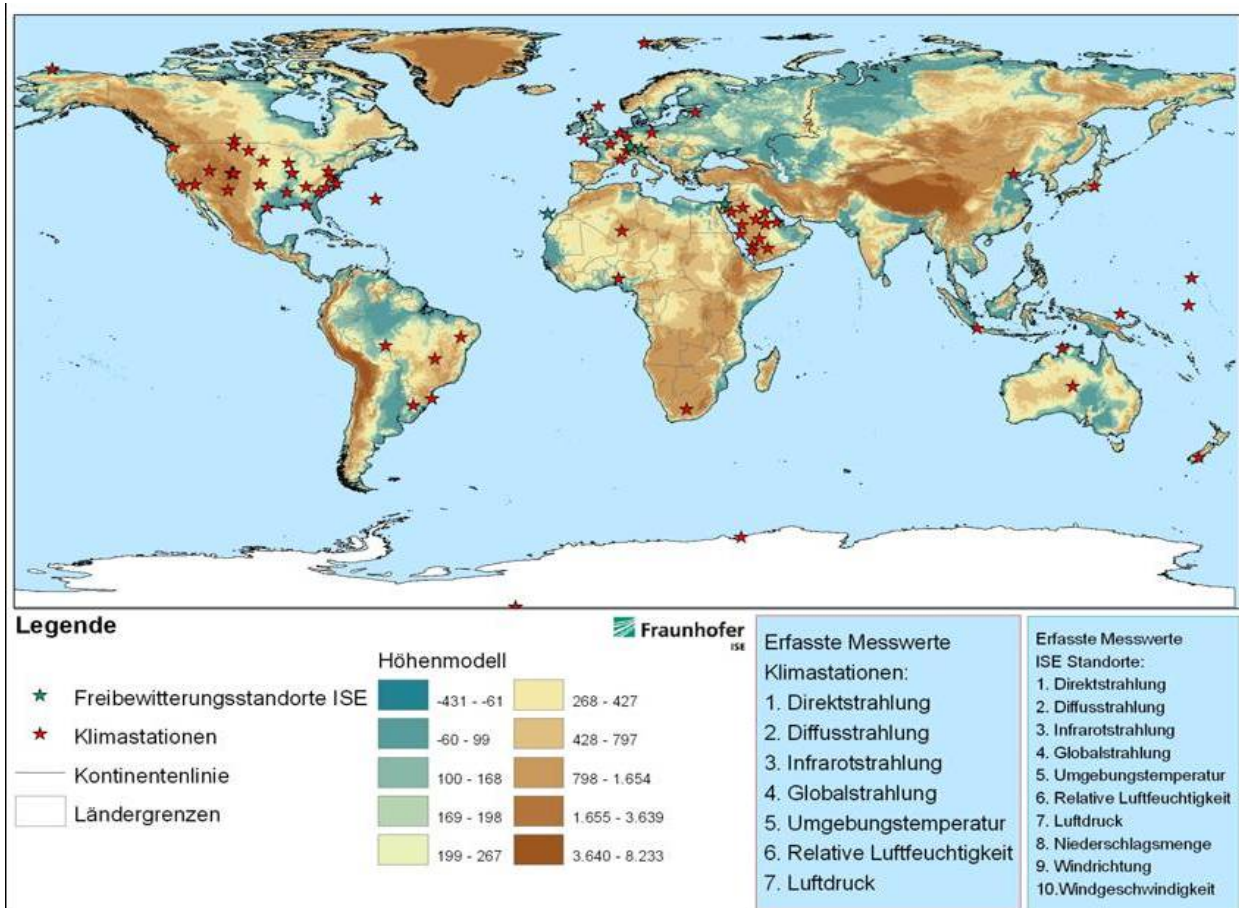 Legende
Fraunhofer
ISE
Freibewitterungsstandorte ISE
Klimastationen
Kontinentenlinie
Ländergrenzen
Höhenmodell
-431 - -61
-60 - 99
100 - 168
169 - 198
199 - 267
268 - 427
428 - 797
798 - 1.654
1.655 - 3.639
3.640 - 8.233
Erfasste Messwerte
Klimastationen:
1. Direktstrahlung
2. Diffusstrahlung
3. Infrarotstrahlung
4. Globalstrahlung
5. Umgebungstemperatur
6. Relative Luftfeuchtigkeit
7. Luftdruck
Erfasste Messwerte
ISE Standorte:
1. Direktstrahlung
2. Diffusstrahlung
3. Infrarotstrahlung
4. Globalstrahlung
5. Umgebungstemperatur
6. Relative Luftfeuchtigkeit
7. Luftdruck
8. Niederschlagsmenge
9. Windrichtung
10.Windgeschwindigkeit